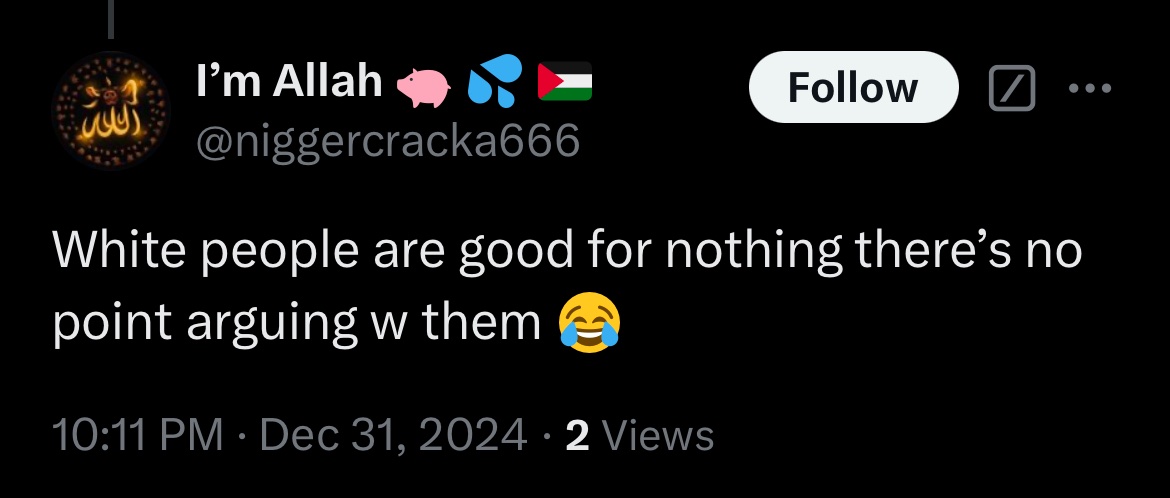 I'm Allah 🐷 💦 🇵🇸
Follow
@niggercracka666
الله
White people are good for nothing there's no
point arguing w them 😂
10:11 PM · Dec 31, 2024 · 2 Views